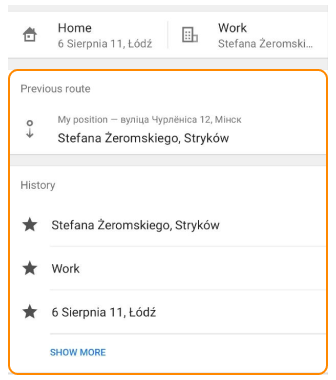 Home
6 Sierpnia 11, Łódź
Work
Stefana Żeromski...
Previous route
My position — вуліца Чурлёніса 12, Мінск
Stefana Żeromskiego, Stryków
History
Stefana Żeromskiego, Stryków
Work
6 Sierpnia 11, Łódź
SHOW MORE